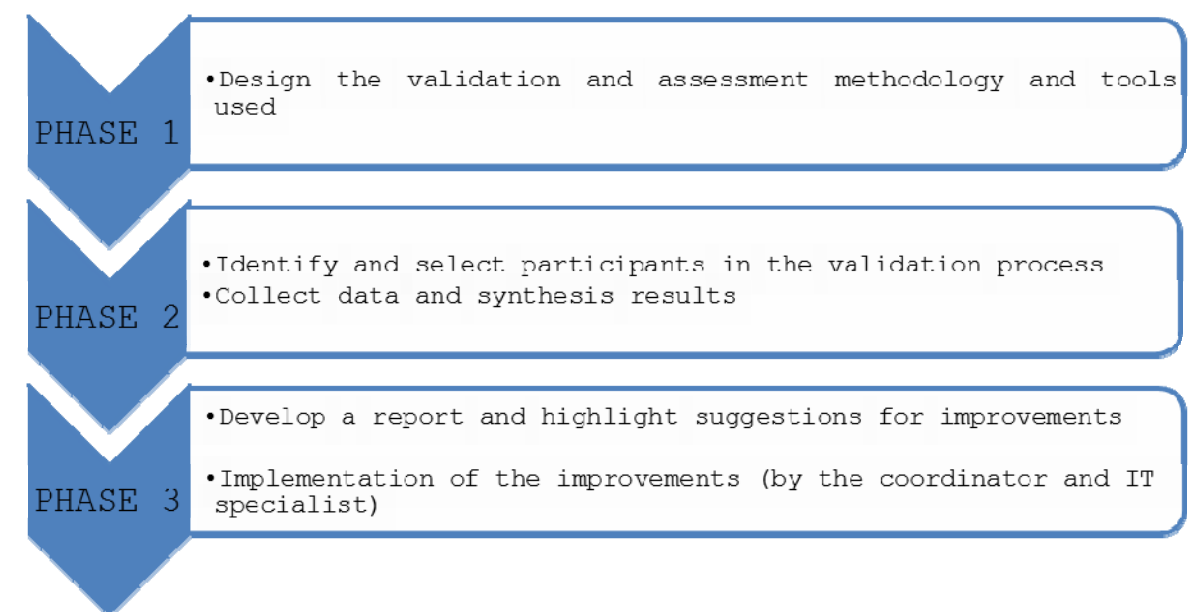 PHASE 1
•Design the validation and assessment methodology and tools
used
PHASE 2
•Identify and select participants in the validation process
•Collect data and synthesis results
PHASE 3
•Develop a report and highlight suggestions for improvements
•Implementation of the improvements (by the coordinator and IT
specialist)